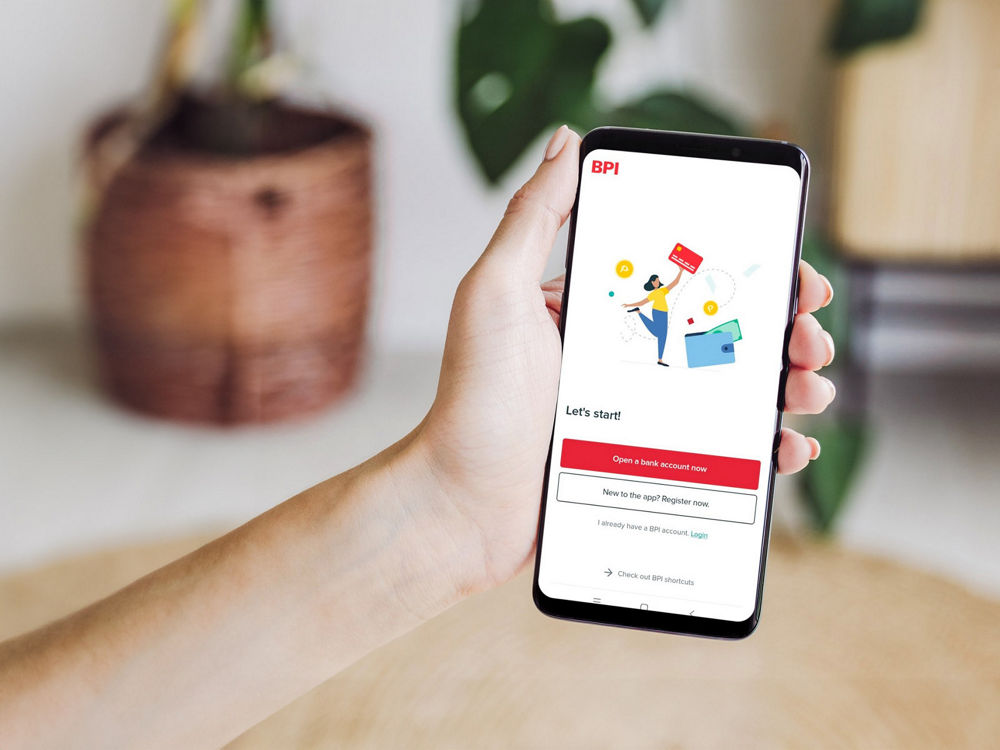 BPI
Let's start!
Open a bank account now
New to the app? Register now.
I already have a BPI account. Login
Check out BPI shortcuts